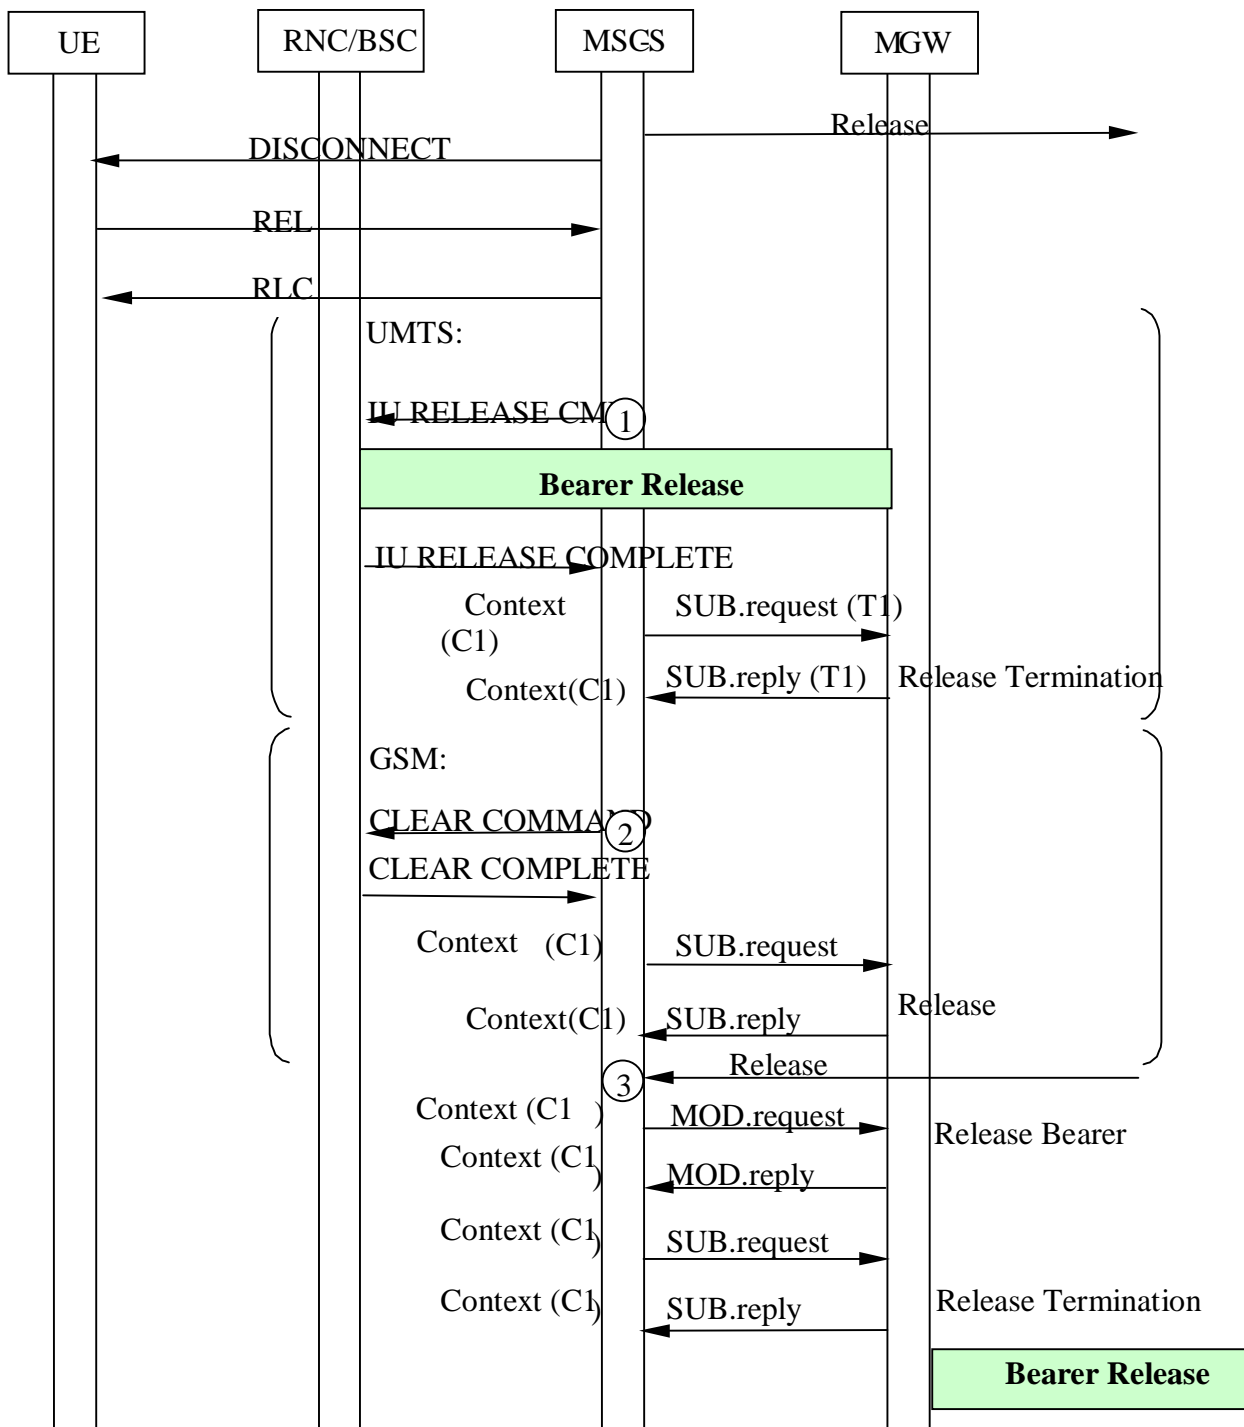 UE
RNC/BSC
MSC-S
MGW
Release
DISCONNECT
REL
RLC
UMTS:
IU RELEASE CM
1
Bearer Release
IU RELEASE COMPLETE
Context
(C1)
SUB.request (T1)
Context(C1)
SUB.reply (T1)
Release Termination
GSM:
CLEAR COMMAND
2
CLEAR COMPLETE
Context (C1)
SUB.request
Context(C1)
SUB.reply
Release
Release
3
Context (C1 )
MOD.request
Release Bearer
Context (C1)
MOD.reply
Context (C1)
SUB.request
Context (C1)
SUB.reply
Release Termination
Bearer Release